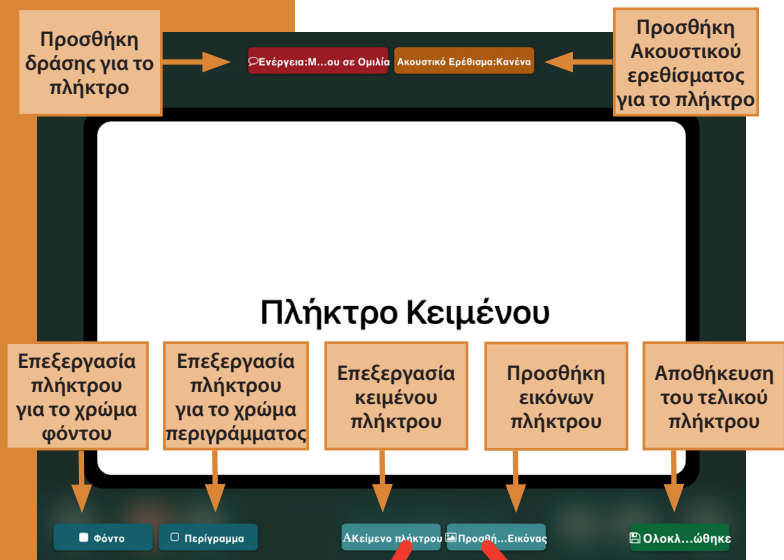 Προσθήκη
δράσης για το
πλήκτρο
Ενέργεια:Μ...ου σε Ομιλία
Ακουστικό Ερέθισμα:Κανένα
Προσθήκη
Ακουστικού
ερεθίσματος
για το πλήκτρο
Πλήκτρο Κειμένου
Επεξεργασία
πλήκτρου
για το χρώμα
φόντου
Επεξεργασία
πλήκτρου
για το χρώμα
περιγράμματος
Επεξεργασία
κειμένου
πλήκτρου
Προσθήκη
εικόνων
πλήκτρου
Αποθήκευση
του τελικού
πλήκτρου
Φόντο
Περίγραμμα
Α Κείμενο πλήκτρου
Προσθή...Εικόνας
Ολοκλ...ώθηκε